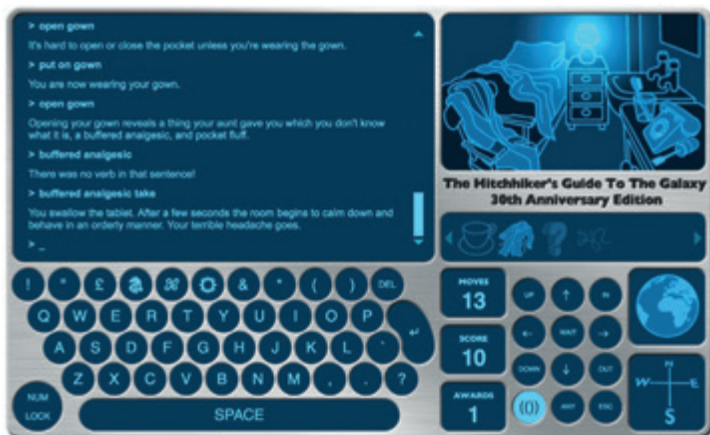 > open gown
It's hard to open or close the pocket unless you're wearing the gown.
> put on gown
You are now wearing your gown.
> open gown
Opening your gown reveals a thing your aunt gave you which you don't know
what it is, a buffered analgesic, and pocket fluff.
> buffered analgesic
There was no verb in that sentence!
> buffered analgesic take
You swallow the tablet. After a few seconds the room begins to calm down and
behave in an orderly manner. Your terrible headache goes.
> _
The Hitchhiker's Guide To The Galaxy
30th Anniversary Edition
! " £ & * ( ) DEL
Q W E R T Y U I O P
A S D F G H J K L `
Z X C V B N M , . ?
NUM
LOCK
SPACE
MOVES
13
SCORE
10
AWARDS
1
UP ↑ IN
← WAIT →
DOWN ↓ OUT
ESC
N
W E
S